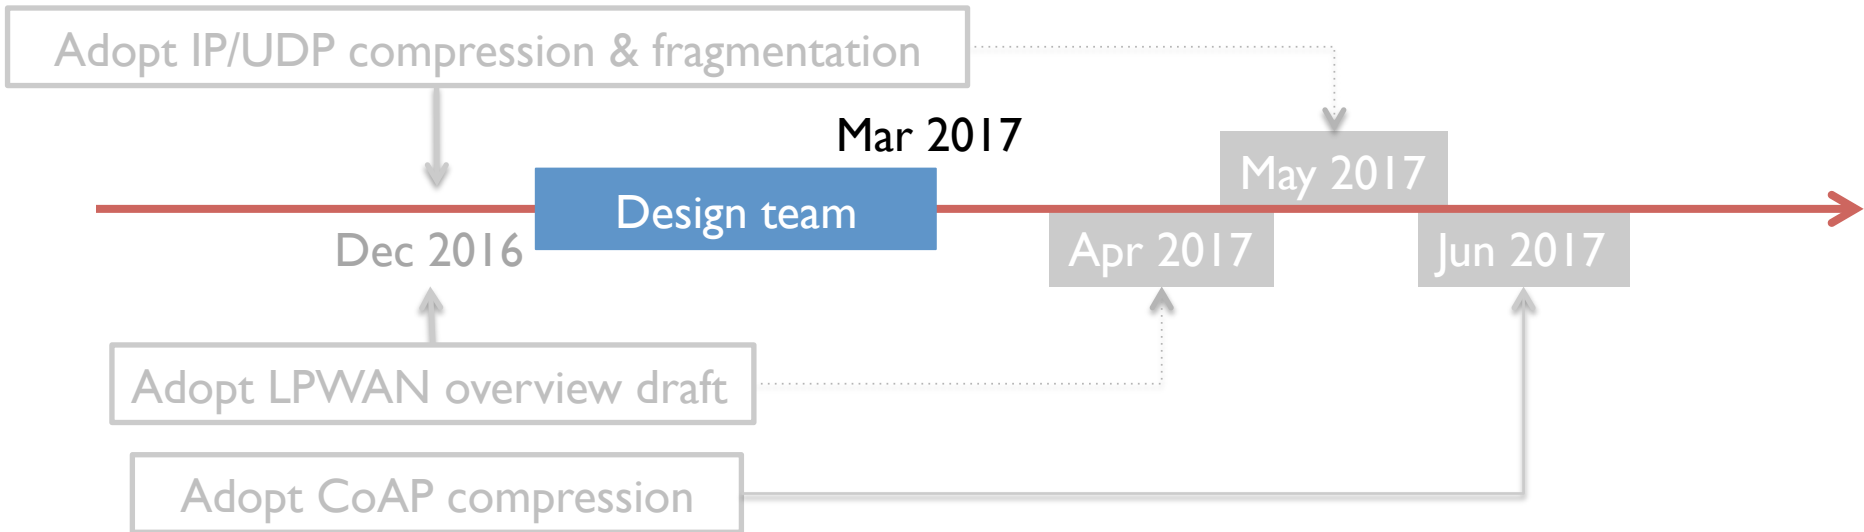 Adopt IP/UDP compression & fragmentation
Mar 2017
May 2017
Design team
Dec 2016
Apr 2017
Jun 2017
Adopt LPWAN overview draft
Adopt CoAP compression